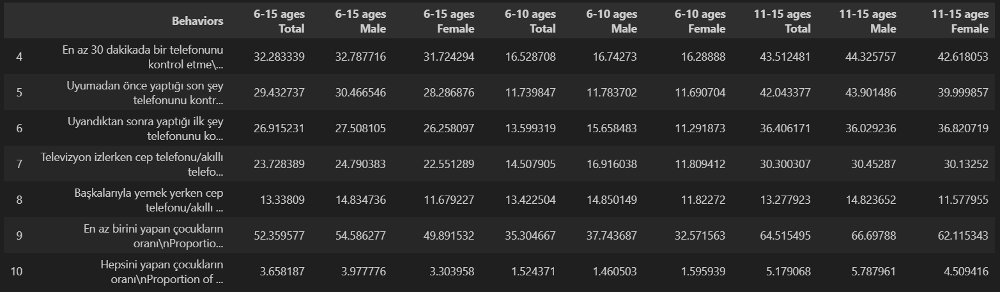 Behaviors 6-15 ages Total 6-15 ages Male 6-15 ages Female 6-10 ages Total 6-10 ages Male 6-10 ages Female 11-15 ages Total 11-15 ages Male 11-15 ages Female
4 En az 30 dakikada bir telefonunu kontrol etme\... 32.283339 32.787716 31.724294 16.528708 16.74273 16.28888 43.512481 44.325757 42.618053
5 Uyumadan önce yaptığı son şey telefonunu kontr... 29.432737 30.466546 28.286876 11.739847 11.783702 11.690704 42.043377 43.901486 39.999857
6 Uyandıktan sonra yaptığı ilk şey telefonunu ko... 26.915231 27.508105 26.258097 13.599319 15.658483 11.291873 36.406171 36.029236 36.820719
7 Televizyon izlerken cep telefonu/akıllı telefo... 23.728389 24.790383 22.551289 14.507905 16.916038 11.809412 30.300307 30.45287 30.13252
8 Başkalarıyla yemek yerken cep telefonu/akıllı ... 13.33809 14.834736 11.679227 13.422504 14.850149 11.82272 13.277923 14.823652 11.577955
9 En az birini yapan çocukların oranı\nProportio... 52.359577 54.586277 49.891532 35.304667 37.743687 32.571563 64.515495 66.69788 62.115343
10 Hepsini yapan çocukların oranı\nProportion of ... 3.658187 3.977776 3.303958 1.524371 1.460503 1.595939 5.179068 5.787961 4.509416